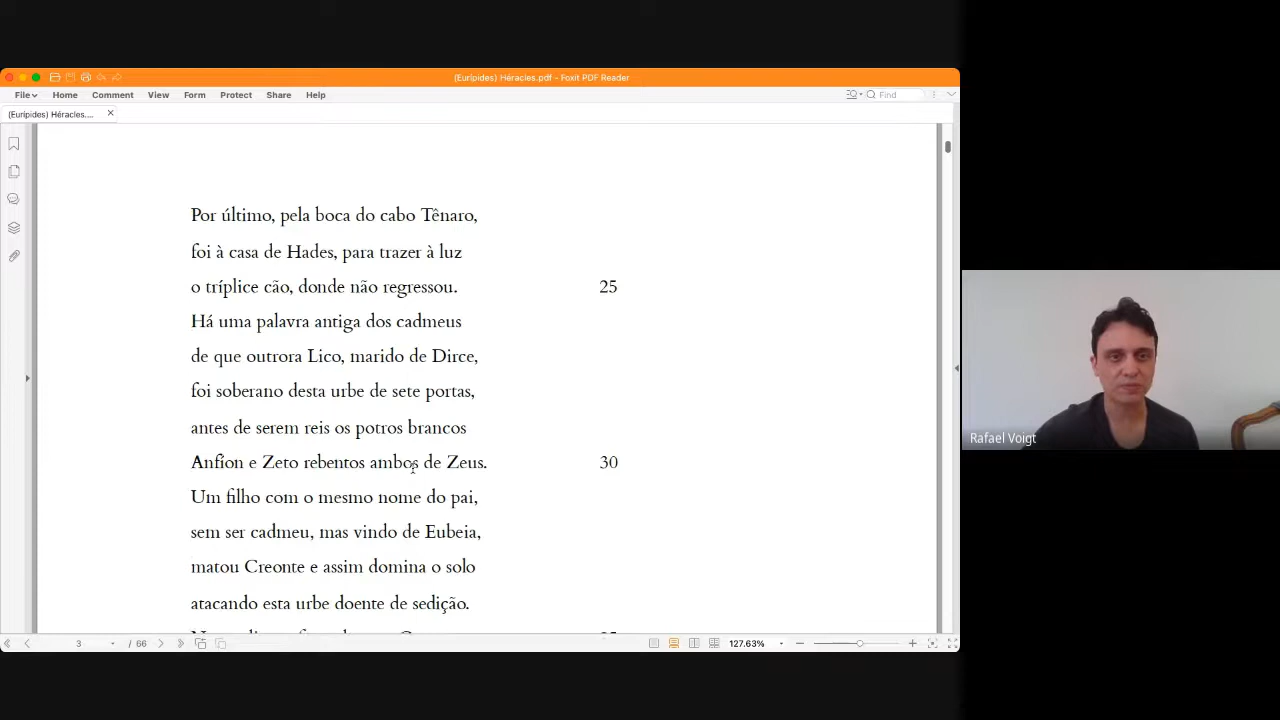 (Eurípides) Héracles.pdf - Foxit PDF Reader
File Home Comment View Form Protect Share Help Find
(Eurípides) Héracles....
Por último, pela boca do cabo Tênaro,
foi à casa de Hades, para trazer à luz
o tríplice cão, donde não regressou. 25
Há uma palavra antiga dos cadmeus
de que outrora Lico, marido de Dirce,
foi soberano desta urbe de sete portas,
antes de serem reis os potros brancos
Anfíon e Zeto rebentos ambos de Zeus. 30
Um filho com o mesmo nome do pai,
sem ser cadmeu, mas vindo de Eubeia,
matou Creonte e assim domina o solo
atacando esta urbe doente de sedição.
Rafael Voigt
3 / 66 127.63%